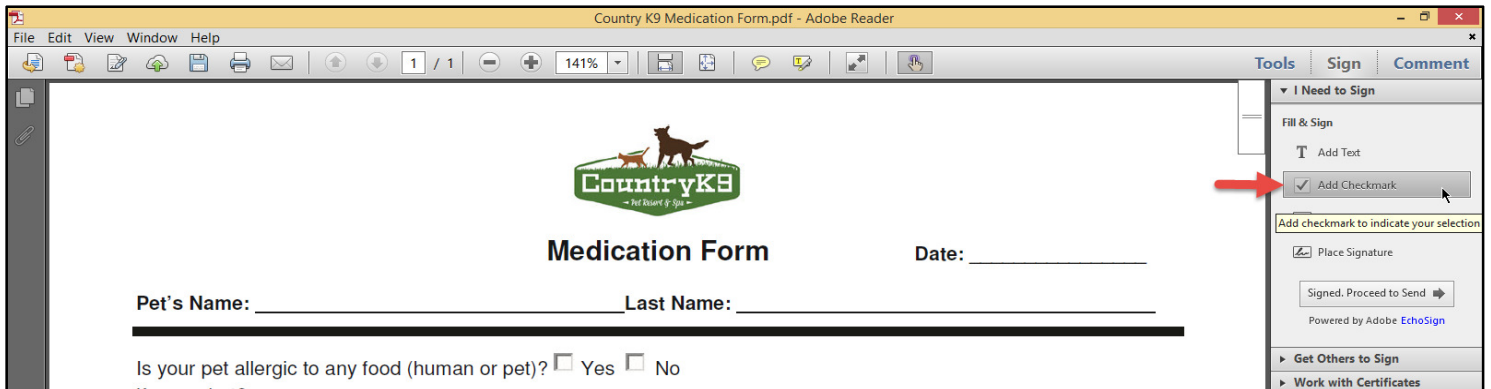 Country K9 Medication Form.pdf - Adobe Reader
File Edit View Window Help
1 / 1 141% Tools Sign Comment
I Need to Sign
Fill & Sign
T Add Text
Add Checkmark
Add checkmark to indicate your selection
Place Signature
Signed. Proceed to Send
Powered by Adobe EchoSign
Get Others to Sign
Work with Certificates
CountryK9
Pet Resort & Spa
Medication Form Date: ________________
Pet's Name: __________________________________Last Name: ______________________________________
Is your pet allergic to any food (human or pet)? Yes No